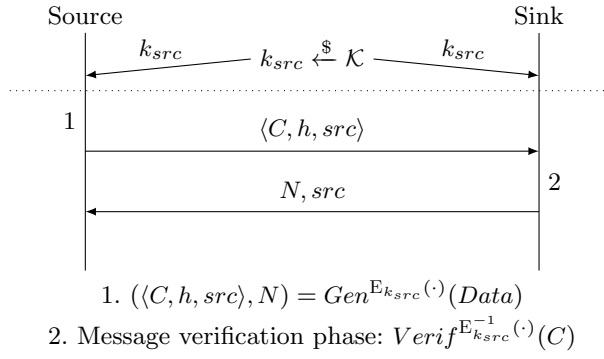 Source Sink
k_src k_src ←$ K k_src
1 ⟨C, h, src⟩
N, src 2
1. (⟨C, h, src⟩, N) = Gen^{E_{k_src}(·)}(Data)
2. Message verification phase: Verif^{E^{-1}_{k_src}(·)}(C)